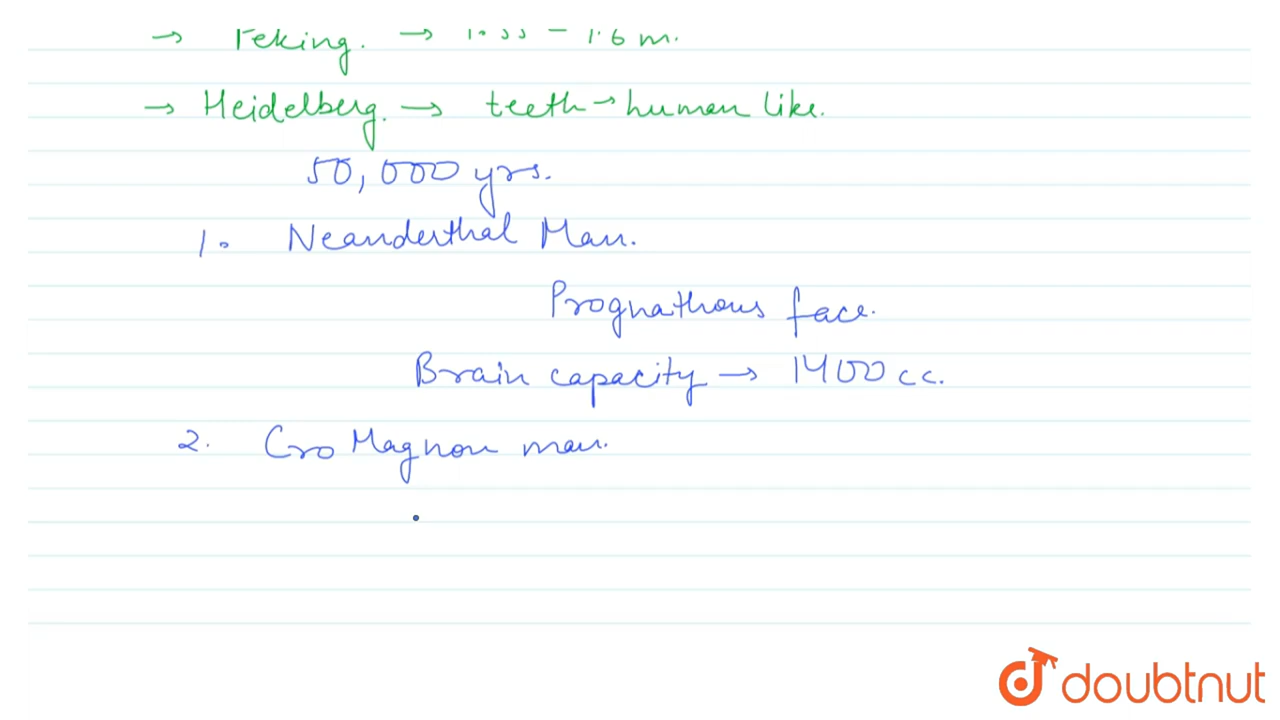 → Peking. → 1.55 - 1.6 m.
→ Heidelberg. → teeth → human like.
50,000 yrs.
1. Neanderthal Man.
Prognathous face.
Brain capacity → 1400 cc.
2. Cro Magnon man.
doubtnut